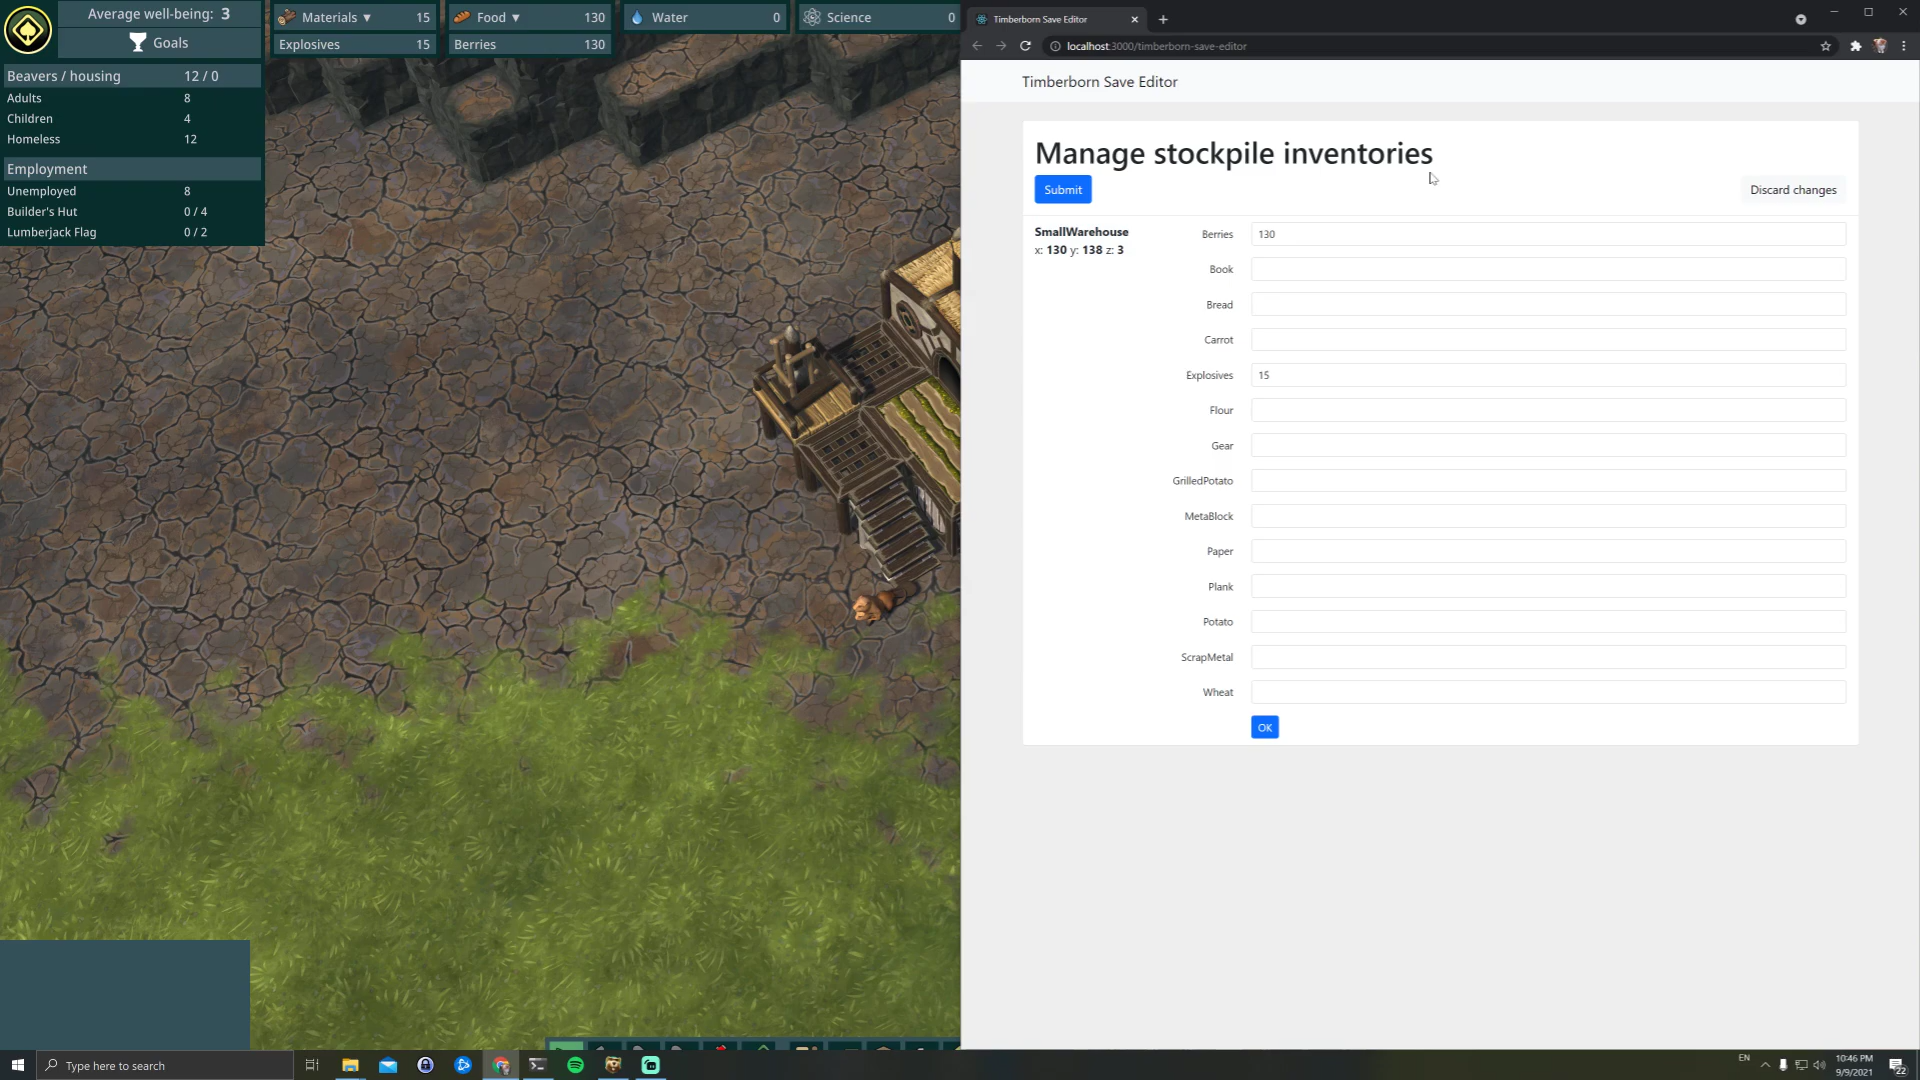 Average well-being: 3
Goals
Materials ▼ 15
Food ▼ 130
Water 0
Science 0
Explosives 15
Berries 130
Beavers / housing 12 / 0
Adults 8
Children 4
Homeless 12
Employment
Unemployed 8
Builder's Hut 0 / 4
Lumberjack Flag 0 / 2
Timberborn Save Editor
localhost:3000/timberborn-save-editor
Timberborn Save Editor
Manage stockpile inventories
Submit
Discard changes
SmallWarehouse
x: 130 y: 138 z: 3
Berries 130
Book
Bread
Carrot
Explosives 15
Flour
Gear
GrilledPotato
MetaBlock
Paper
Plank
Potato
ScrapMetal
Wheat
OK
Type here to search
EN
10:46 PM
9/9/2021
22